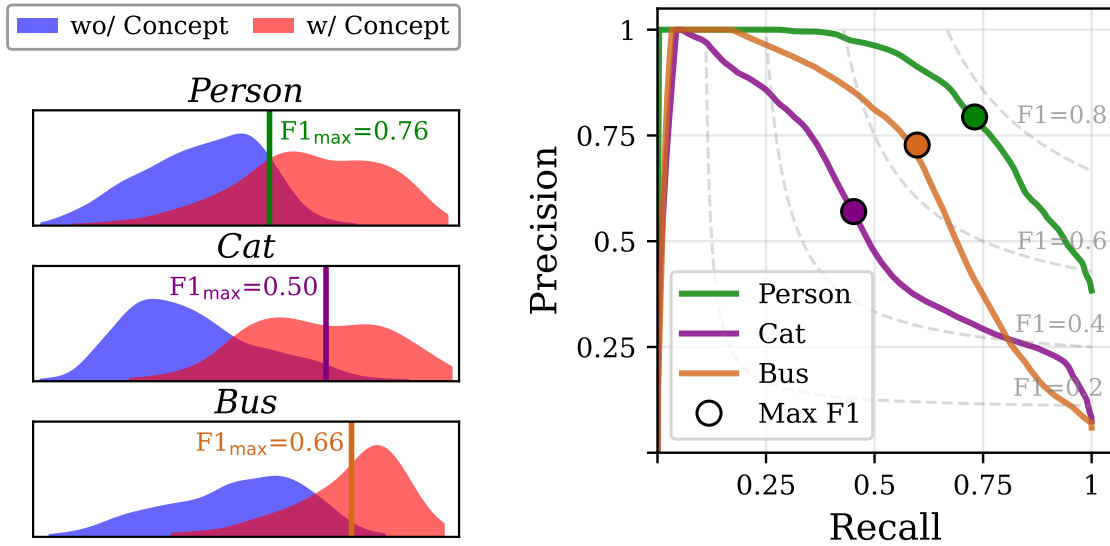 wo/ Concept
w/ Concept
Person
F1max=0.76
Cat
F1max=0.50
Bus
F1max=0.66
Precision
1
0.75
0.5
0.25
F1=0.8
F1=0.6
F1=0.4
F1=0.2
Person
Cat
Bus
Max F1
0.25
0.5
0.75
1
Recall